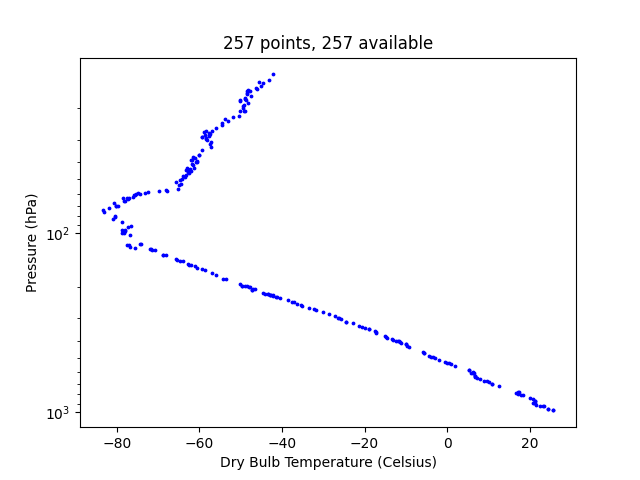 257 points, 257 available
Pressure (hPa)
10²
10³
−80 −60 −40 −20 0 20
Dry Bulb Temperature (Celsius)